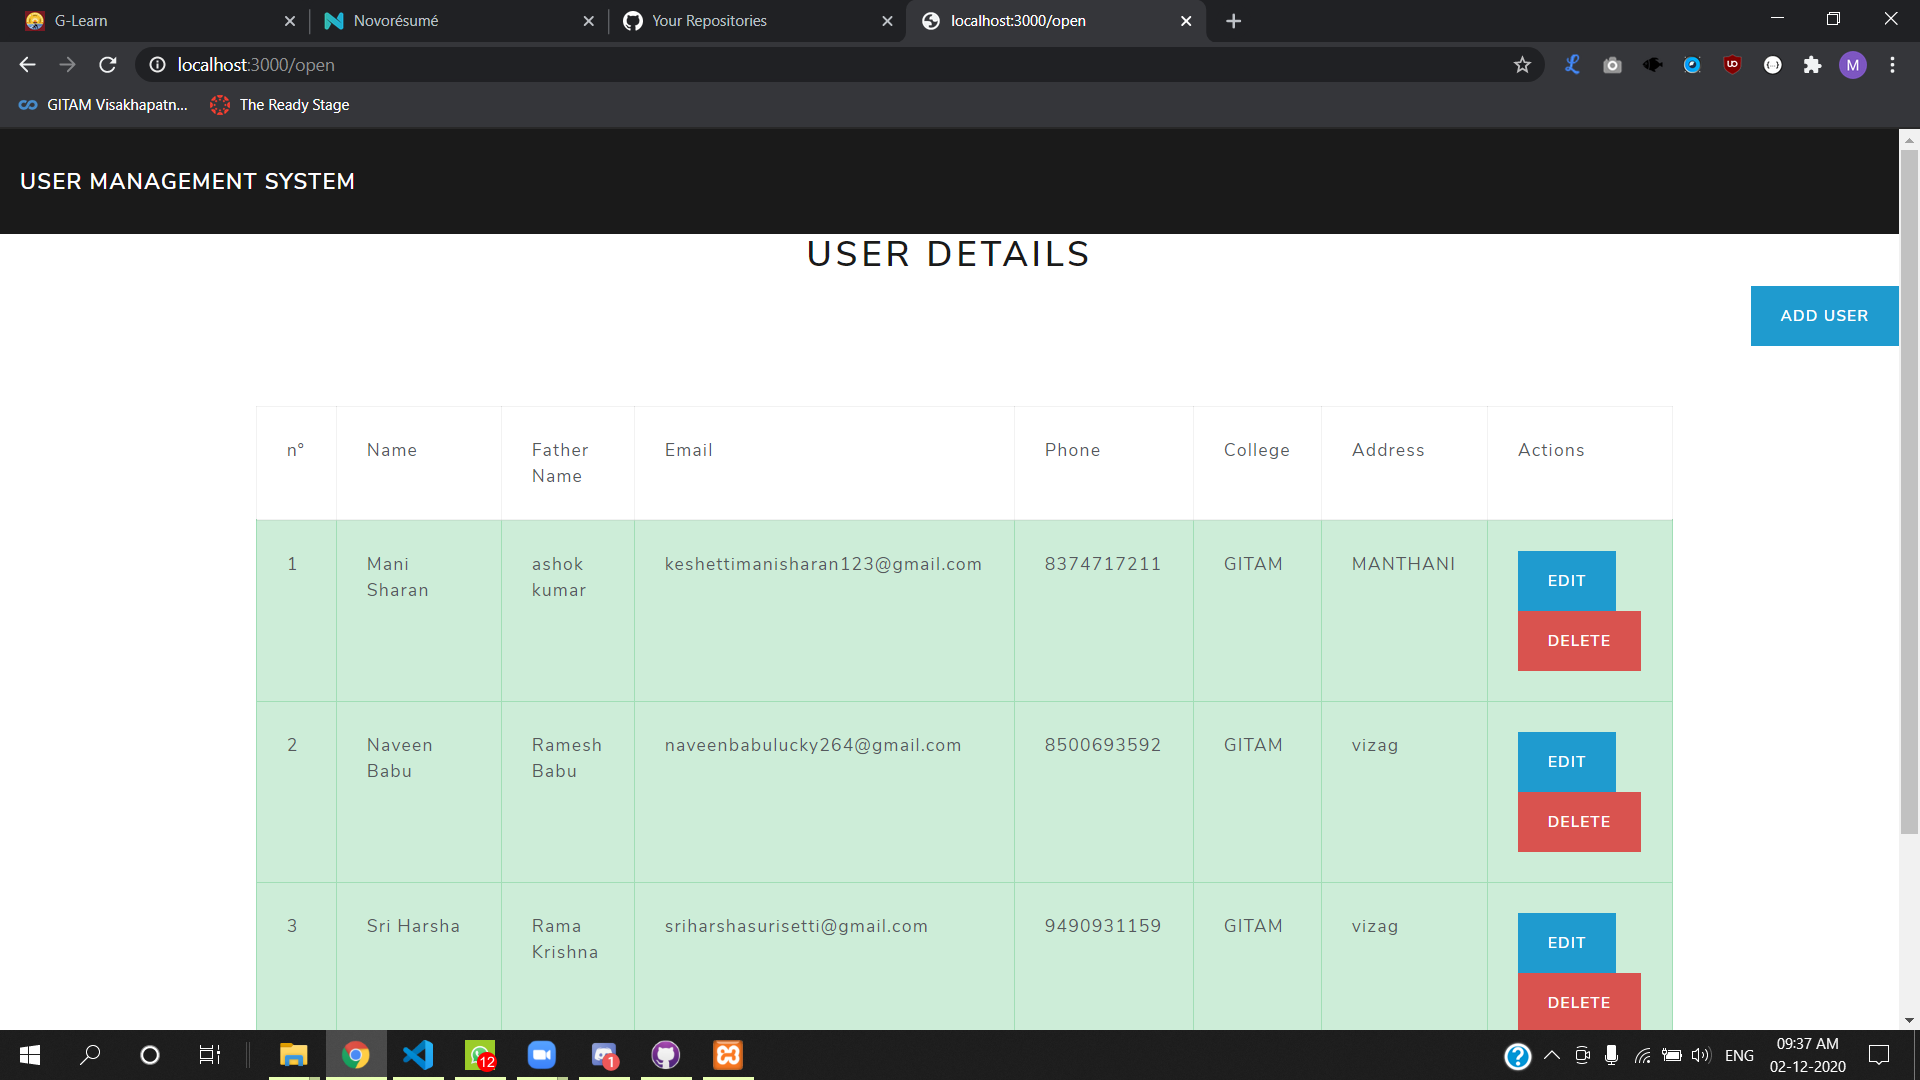 G-Learn
Novorésumé
Your Repositories
localhost:3000/open
localhost:3000/open
M
GITAM Visakhapatn...
The Ready Stage
USER MANAGEMENT SYSTEM
USER DETAILS
ADD USER
n° Name Father Name Email Phone College Address Actions
1 Mani Sharan ashok kumar keshettimanisharan123@gmail.com 8374717211 GITAM MANTHANI EDIT DELETE
2 Naveen Babu Ramesh Babu naveenbabulucky264@gmail.com 8500693592 GITAM vizag EDIT DELETE
3 Sri Harsha Rama Krishna sriharshasurisetti@gmail.com 9490931159 GITAM vizag EDIT DELETE
12
1
ENG
09:37 AM
02-12-2020